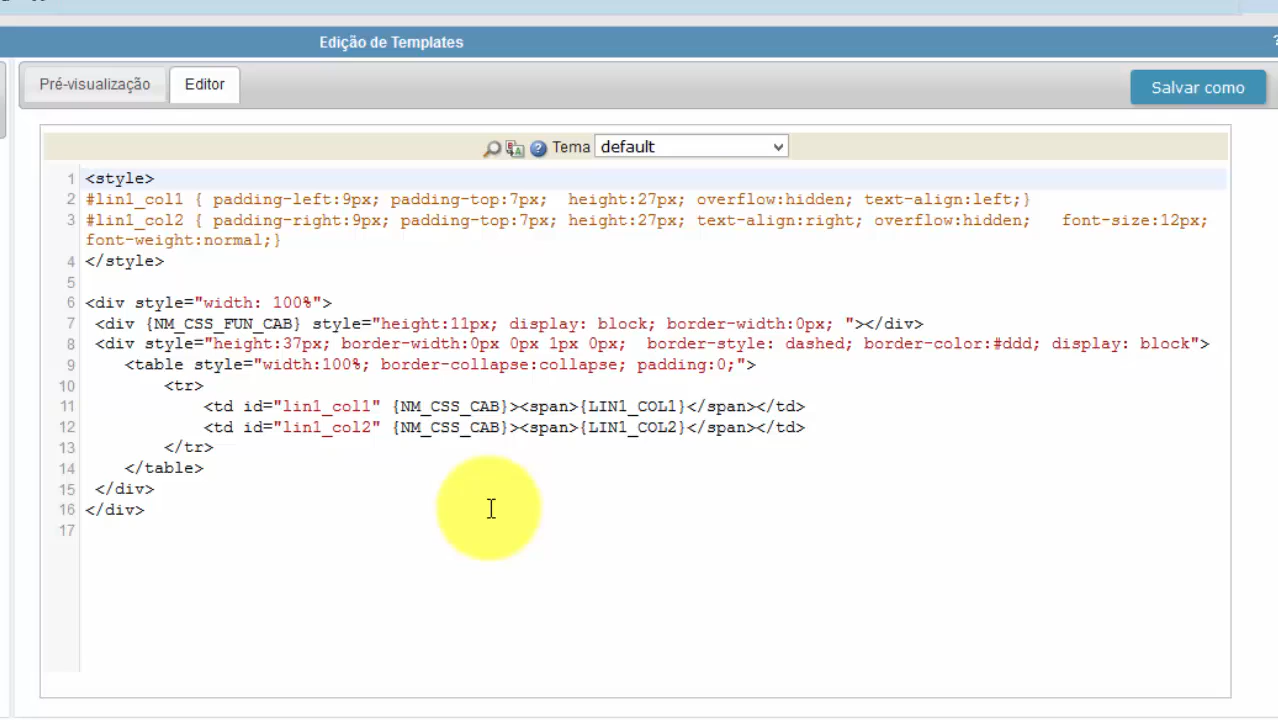 Edição de Templates
?
Pré-visualização Editor Salvar como
Tema default
1 <style>
2 #lin1_col1 { padding-left:9px; padding-top:7px;  height:27px; overflow:hidden; text-align:left;}
3 #lin1_col2 { padding-right:9px; padding-top:7px; height:27px; text-align:right; overflow:hidden;   font-size:12px;
font-weight:normal;}
4 </style>
5
6 <div style="width: 100%">
7  <div {NM_CSS_FUN_CAB} style="height:11px; display: block; border-width:0px; "></div>
8  <div style="height:37px; border-width:0px 0px 1px 0px;  border-style: dashed; border-color:#ddd; display: block">
9     <table style="width:100%; border-collapse:collapse; padding:0;">
10         <tr>
11             <td id="lin1_col1" {NM_CSS_CAB}><span>{LIN1_COL1}</span></td>
12             <td id="lin1_col2" {NM_CSS_CAB}><span>{LIN1_COL2}</span></td>
13         </tr>
14     </table>
15  </div>
16 </div>
17